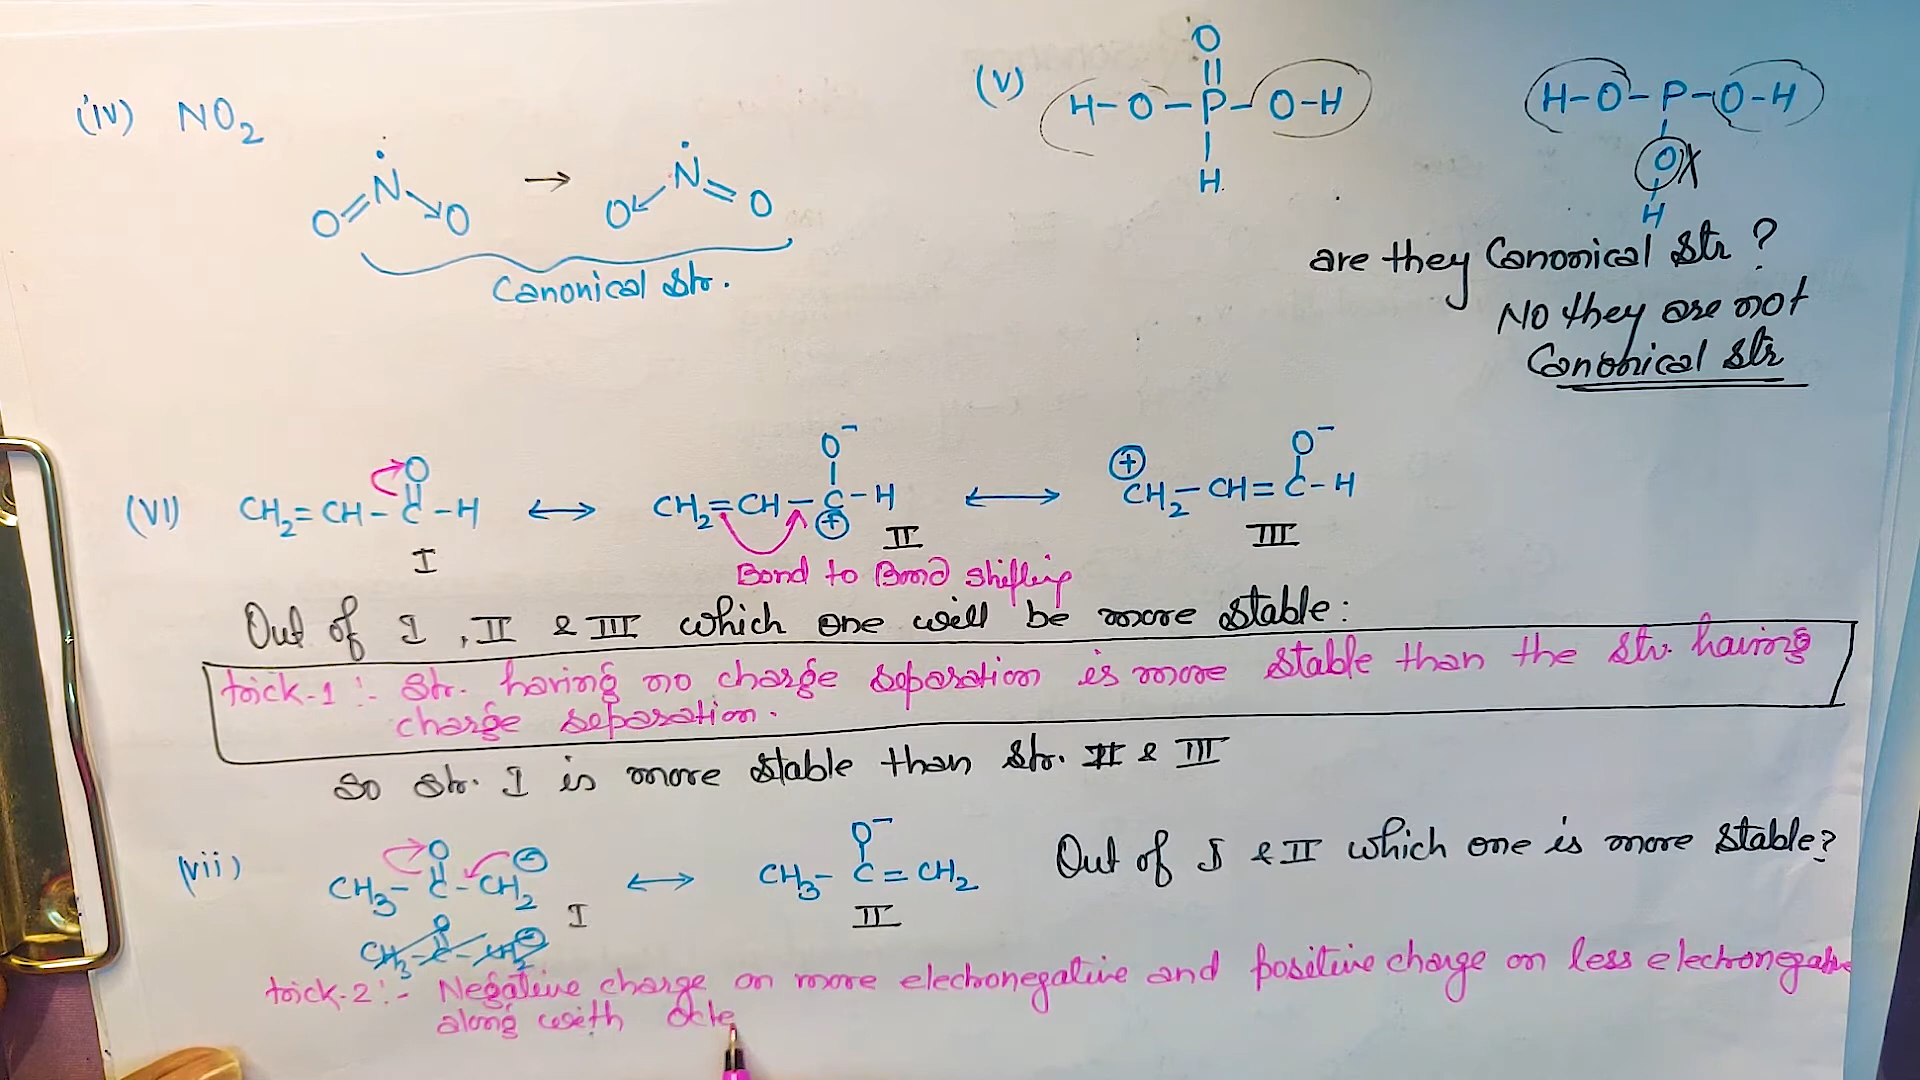 (iv) NO2
N
O=N→O → O←N=O
Canonical Str.
(V)
O
||
H-O-P-O-H
|
H
H-O-P-O-H
|
OX
|
H
are they Canonical Str ?
No they are not
Canonical Str
(VI) CH2=CH-C-H ⟷ CH2=CH-C-H ⟷ CH2-CH=C-H
O O⁻ ⊕ O⁻
⊕
I II III
Bond to Bond shifting
Out of I , II & III which one will be more stable:
trick-1 :- Str. having no charge separation is more stable than the str. having
charge separation.
So Str. I is more stable than Str. II & III
(vii) CH3-C-CH2 ⟷ CH3-C=CH2
O ⊖ O⁻
I II
Out of I & II which one is more stable?
trick-2 :- Negative charge on more electronegative and positive charge on less electronegative
along with octe